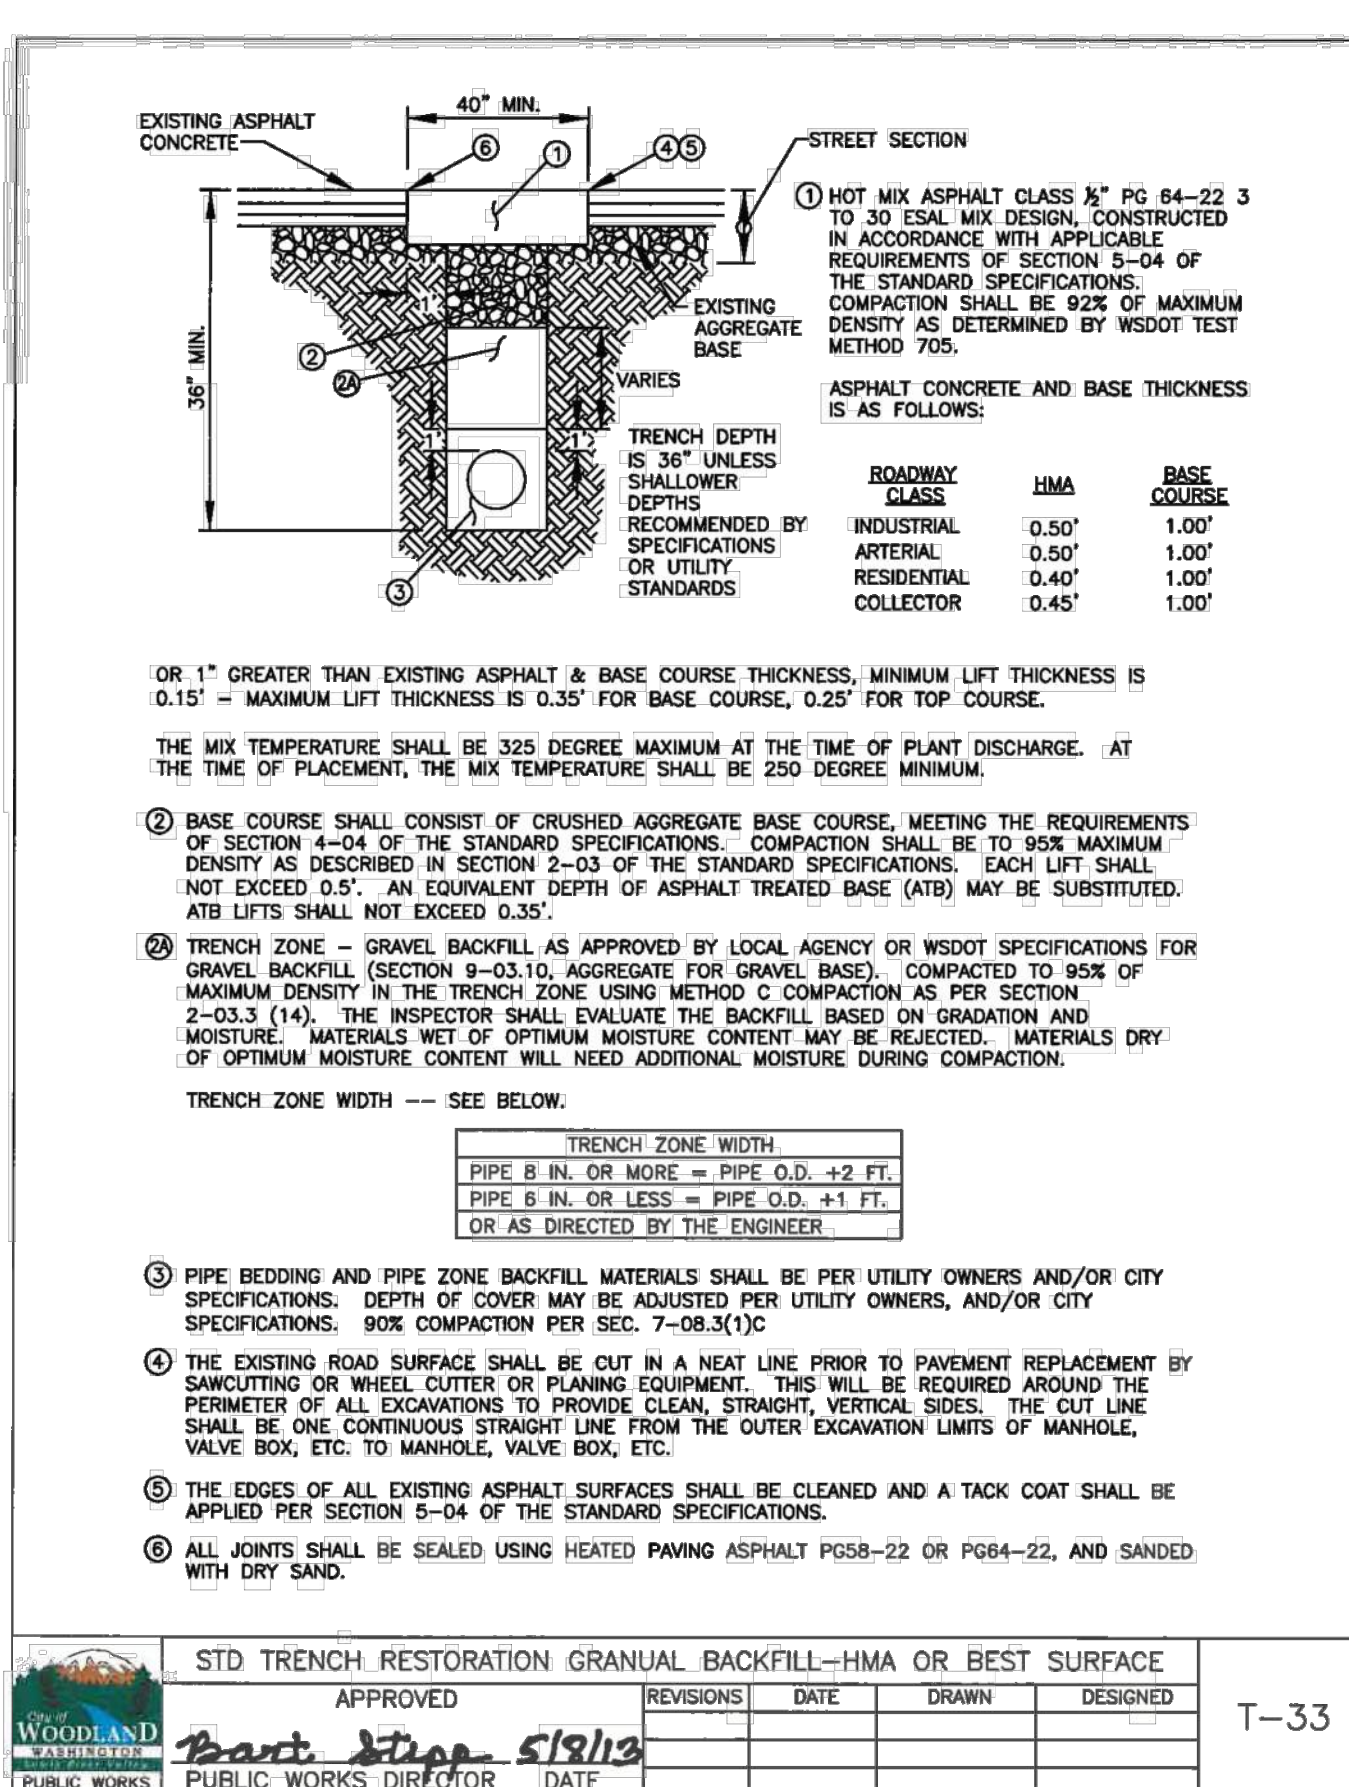 40" MIN.
EXISTING ASPHALT
CONCRETE
6
1
4 5
STREET SECTION
36" MIN.
1'
2
2A
EXISTING
AGGREGATE
BASE
VARIES
1'
1'
3
TRENCH DEPTH
IS 36" UNLESS
SHALLOWER
DEPTHS
RECOMMENDED BY
SPECIFICATIONS
OR UTILITY
STANDARDS
1 HOT MIX ASPHALT CLASS ½" PG 64-22 3
TO 30 ESAL MIX DESIGN, CONSTRUCTED
IN ACCORDANCE WITH APPLICABLE
REQUIREMENTS OF SECTION 5-04 OF
THE STANDARD SPECIFICATIONS.
COMPACTION SHALL BE 92% OF MAXIMUM
DENSITY AS DETERMINED BY WSDOT TEST
METHOD 705.
ASPHALT CONCRETE AND BASE THICKNESS
IS AS FOLLOWS:
ROADWAY CLASS HMA BASE COURSE
INDUSTRIAL 0.50' 1.00'
ARTERIAL 0.50' 1.00'
RESIDENTIAL 0.40' 1.00'
COLLECTOR 0.45' 1.00'
OR 1" GREATER THAN EXISTING ASPHALT & BASE COURSE THICKNESS, MINIMUM LIFT THICKNESS IS
0.15' - MAXIMUM LIFT THICKNESS IS 0.35' FOR BASE COURSE, 0.25' FOR TOP COURSE.
THE MIX TEMPERATURE SHALL BE 325 DEGREE MAXIMUM AT THE TIME OF PLANT DISCHARGE. AT
THE TIME OF PLACEMENT, THE MIX TEMPERATURE SHALL BE 250 DEGREE MINIMUM.
2 BASE COURSE SHALL CONSIST OF CRUSHED AGGREGATE BASE COURSE, MEETING THE REQUIREMENTS
OF SECTION 4-04 OF THE STANDARD SPECIFICATIONS. COMPACTION SHALL BE TO 95% MAXIMUM
DENSITY AS DESCRIBED IN SECTION 2-03 OF THE STANDARD SPECIFICATIONS. EACH LIFT SHALL
NOT EXCEED 0.5'. AN EQUIVALENT DEPTH OF ASPHALT TREATED BASE (ATB) MAY BE SUBSTITUTED.
ATB LIFTS SHALL NOT EXCEED 0.35'.
2A TRENCH ZONE - GRAVEL BACKFILL AS APPROVED BY LOCAL AGENCY OR WSDOT SPECIFICATIONS FOR
GRAVEL BACKFILL (SECTION 9-03.10, AGGREGATE FOR GRAVEL BASE). COMPACTED TO 95% OF
MAXIMUM DENSITY IN THE TRENCH ZONE USING METHOD C COMPACTION AS PER SECTION
2-03.3 (14). THE INSPECTOR SHALL EVALUATE THE BACKFILL BASED ON GRADATION AND
MOISTURE. MATERIALS WET OF OPTIMUM MOISTURE CONTENT MAY BE REJECTED. MATERIALS DRY
OF OPTIMUM MOISTURE CONTENT WILL NEED ADDITIONAL MOISTURE DURING COMPACTION.
TRENCH ZONE WIDTH -- SEE BELOW.
TRENCH ZONE WIDTH
PIPE 8 IN. OR MORE = PIPE O.D. +2 FT.
PIPE 6 IN. OR LESS = PIPE O.D. +1 FT.
OR AS DIRECTED BY THE ENGINEER
3 PIPE BEDDING AND PIPE ZONE BACKFILL MATERIALS SHALL BE PER UTILITY OWNERS AND/OR CITY
SPECIFICATIONS. DEPTH OF COVER MAY BE ADJUSTED PER UTILITY OWNERS, AND/OR CITY
SPECIFICATIONS. 90% COMPACTION PER SEC. 7-08.3(1)C
4 THE EXISTING ROAD SURFACE SHALL BE CUT IN A NEAT LINE PRIOR TO PAVEMENT REPLACEMENT BY
SAWCUTTING OR WHEEL CUTTER OR PLANING EQUIPMENT. THIS WILL BE REQUIRED AROUND THE
PERIMETER OF ALL EXCAVATIONS TO PROVIDE CLEAN, STRAIGHT, VERTICAL SIDES. THE CUT LINE
SHALL BE ONE CONTINUOUS STRAIGHT LINE FROM THE OUTER EXCAVATION LIMITS OF MANHOLE,
VALVE BOX, ETC. TO MANHOLE, VALVE BOX, ETC.
5 THE EDGES OF ALL EXISTING ASPHALT SURFACES SHALL BE CLEANED AND A TACK COAT SHALL BE
APPLIED PER SECTION 5-04 OF THE STANDARD SPECIFICATIONS.
6 ALL JOINTS SHALL BE SEALED USING HEATED PAVING ASPHALT PG58-22 OR PG64-22, AND SANDED
WITH DRY SAND.
STD TRENCH RESTORATION GRANUAL BACKFILL-HMA OR BEST SURFACE
APPROVED
REVISIONS DATE DRAWN DESIGNED
T-33
City of
WOODLAND
WASHINGTON
PUBLIC WORKS
Bart Stepp 5/8/13
PUBLIC WORKS DIRECTOR DATE